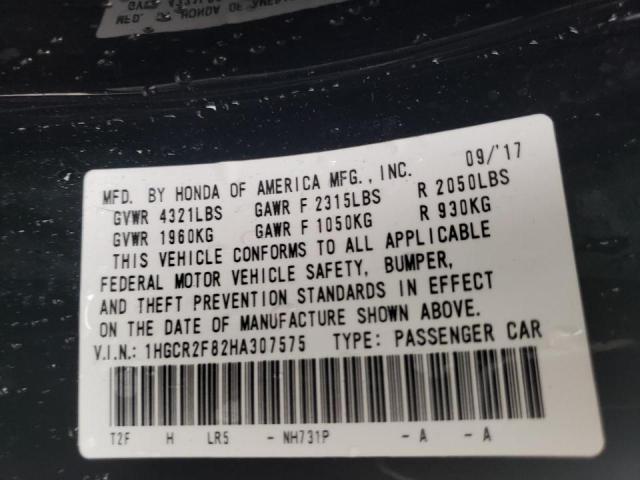 MFD. BY HONDA OF AMERICA MFG., INC. 09/'17
GVWR 4321LBS GAWR F 2315LBS R 2050LBS
GVWR 1960KG GAWR F 1050KG R 930KG
THIS VEHICLE CONFORMS TO ALL APPLICABLE
FEDERAL MOTOR VEHICLE SAFETY, BUMPER,
AND THEFT PREVENTION STANDARDS IN EFFECT
ON THE DATE OF MANUFACTURE SHOWN ABOVE.
V.I.N.: 1HGCR2F82HA307575 TYPE: PASSENGER CAR
T2F H LR5 - NH731P - A - A